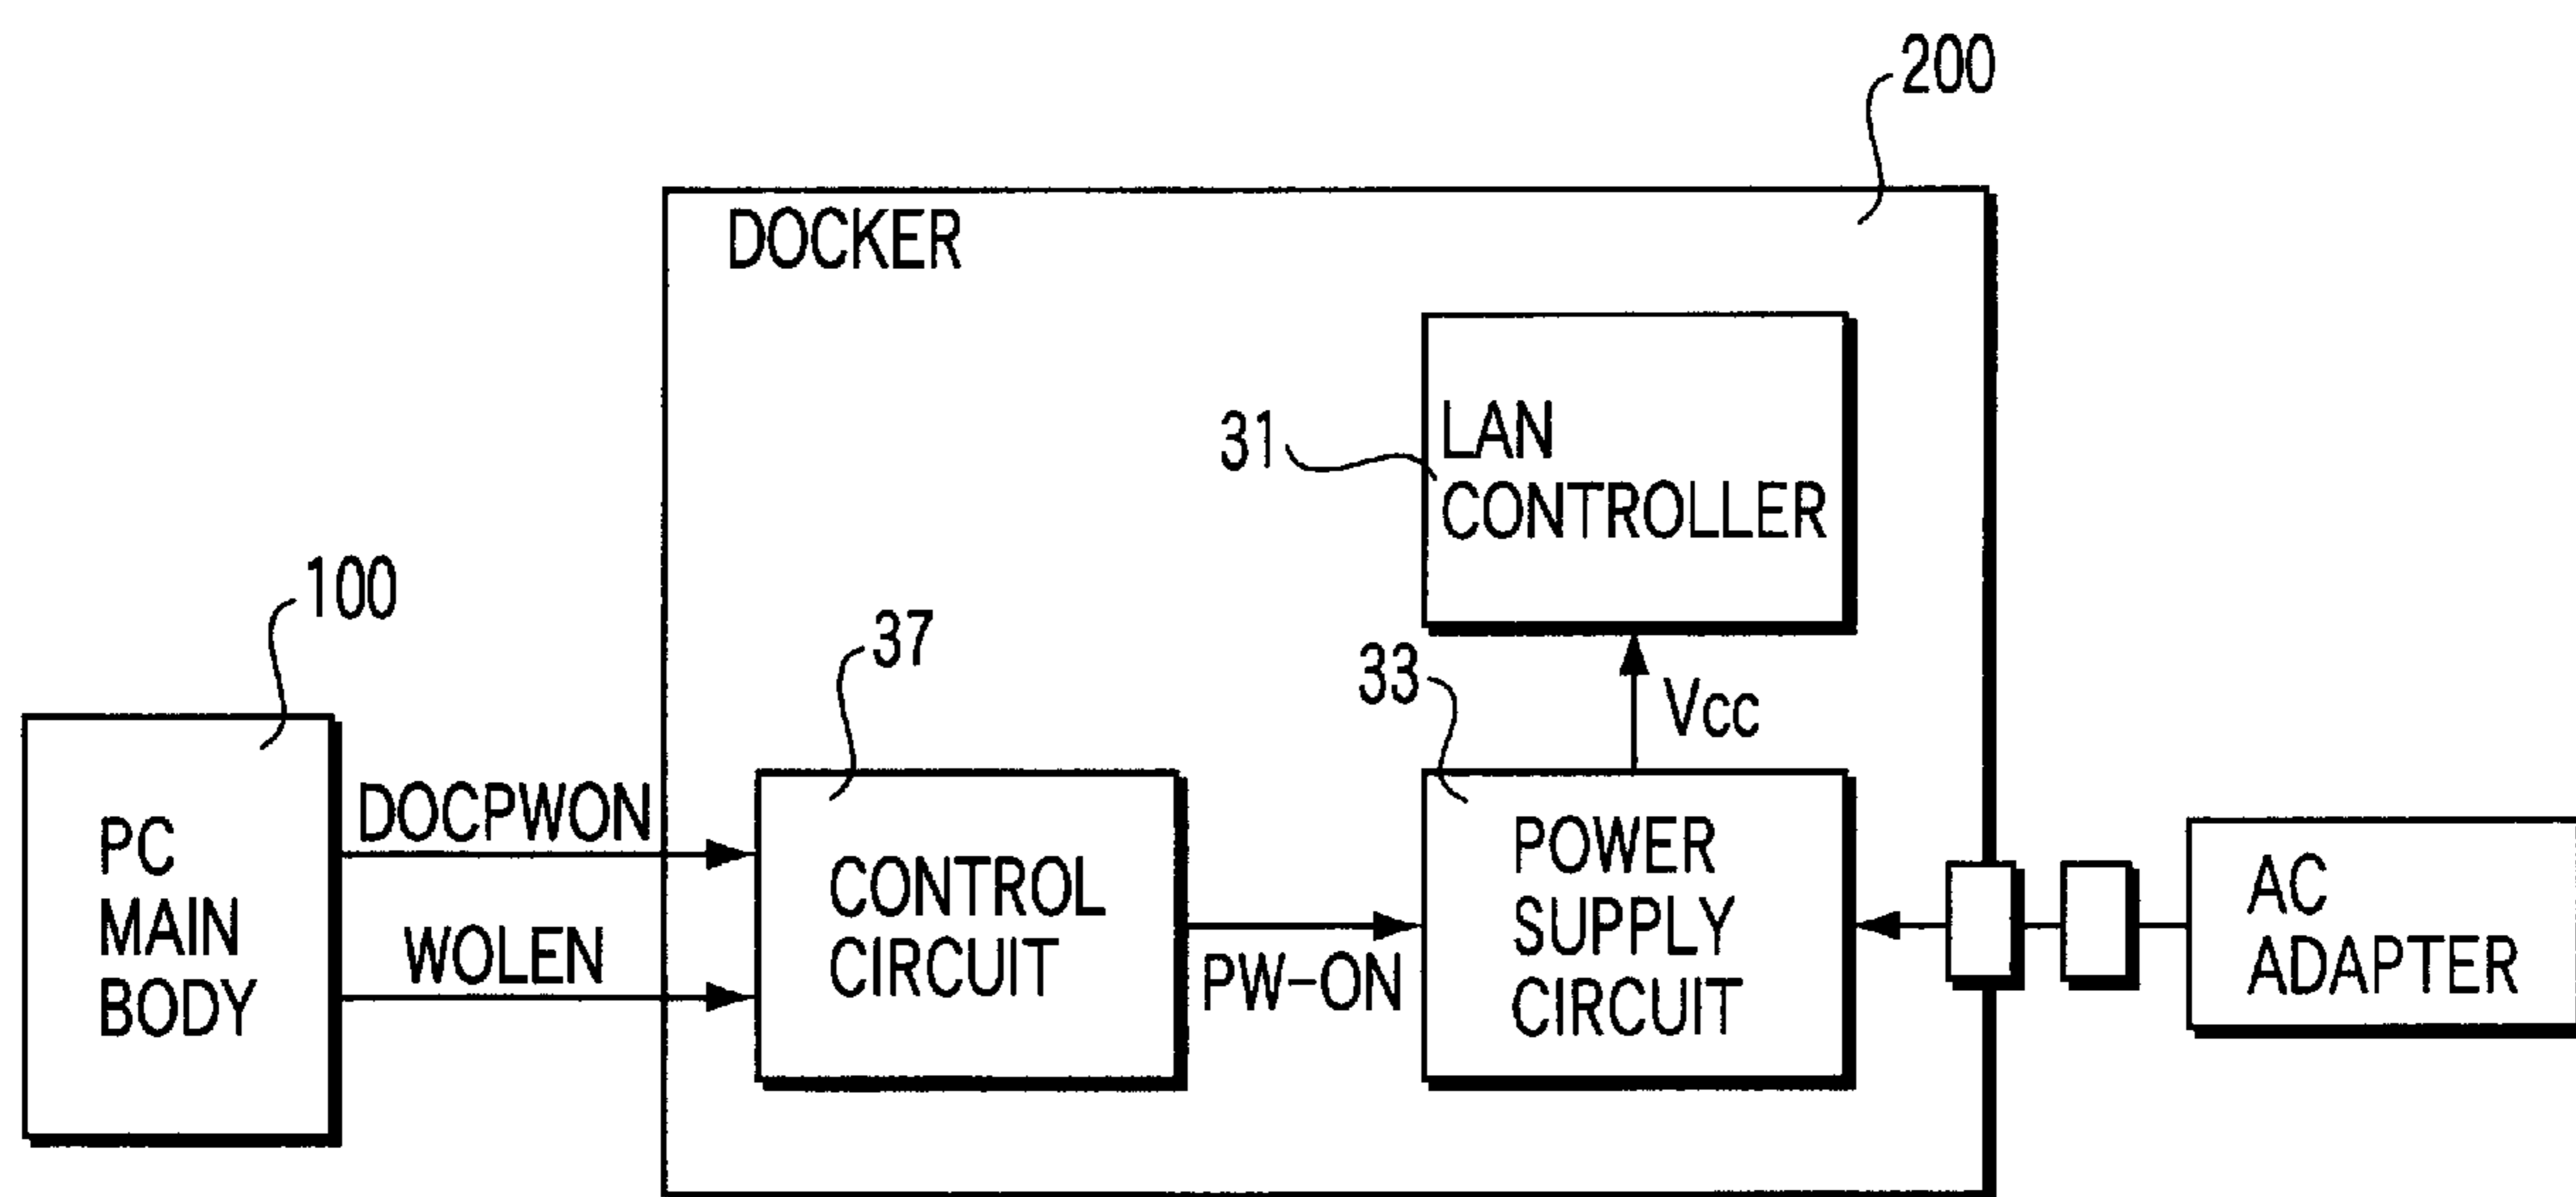 200
DOCKER
LAN
CONTROLLER
31
100
37
33
Vcc
PC
MAIN
BODY
DOCPWON
WOLEN
CONTROL
CIRCUIT
PW-ON
POWER
SUPPLY
CIRCUIT
AC
ADAPTER